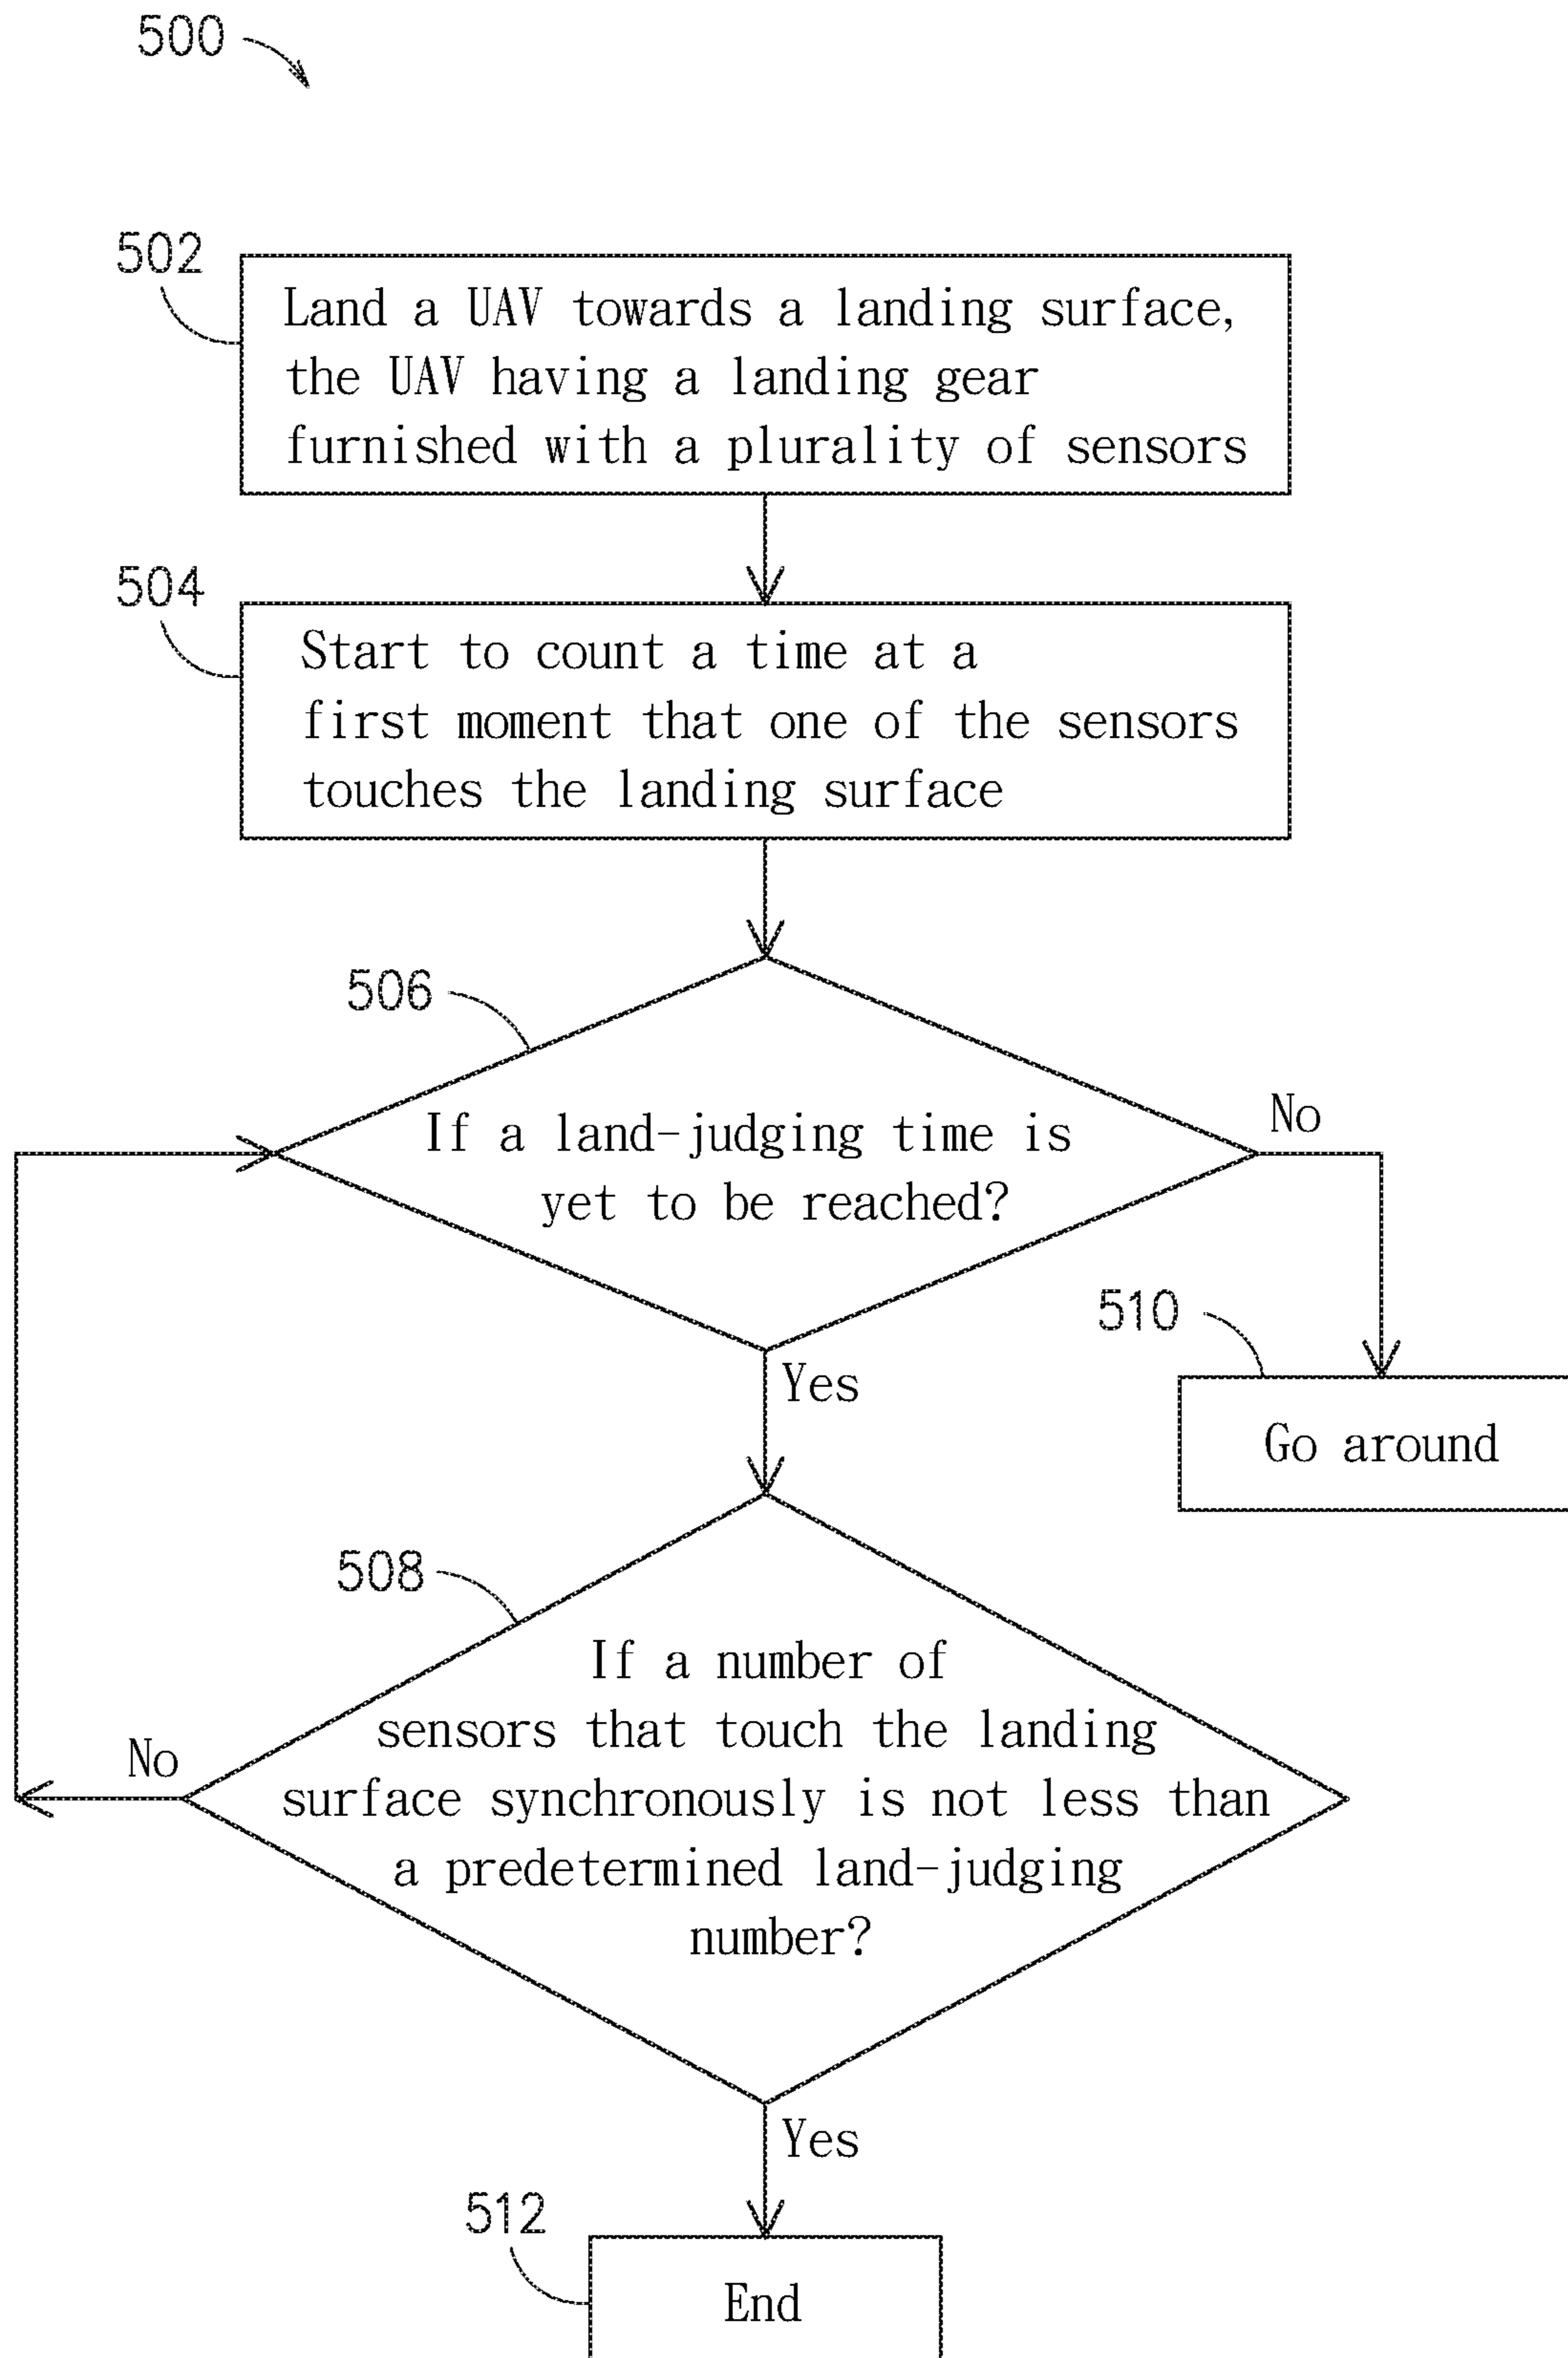 500
502
Land a UAV towards a landing surface,
the UAV having a landing gear
furnished with a plurality of sensors
504
Start to count a time at a
first moment that one of the sensors
touches the landing surface
506
If a land-judging time is
yet to be reached?
No
Yes
510
Go around
508
If a number of
sensors that touch the landing
surface synchronously is not less than
a predetermined land-judging
number?
No
Yes
512
End